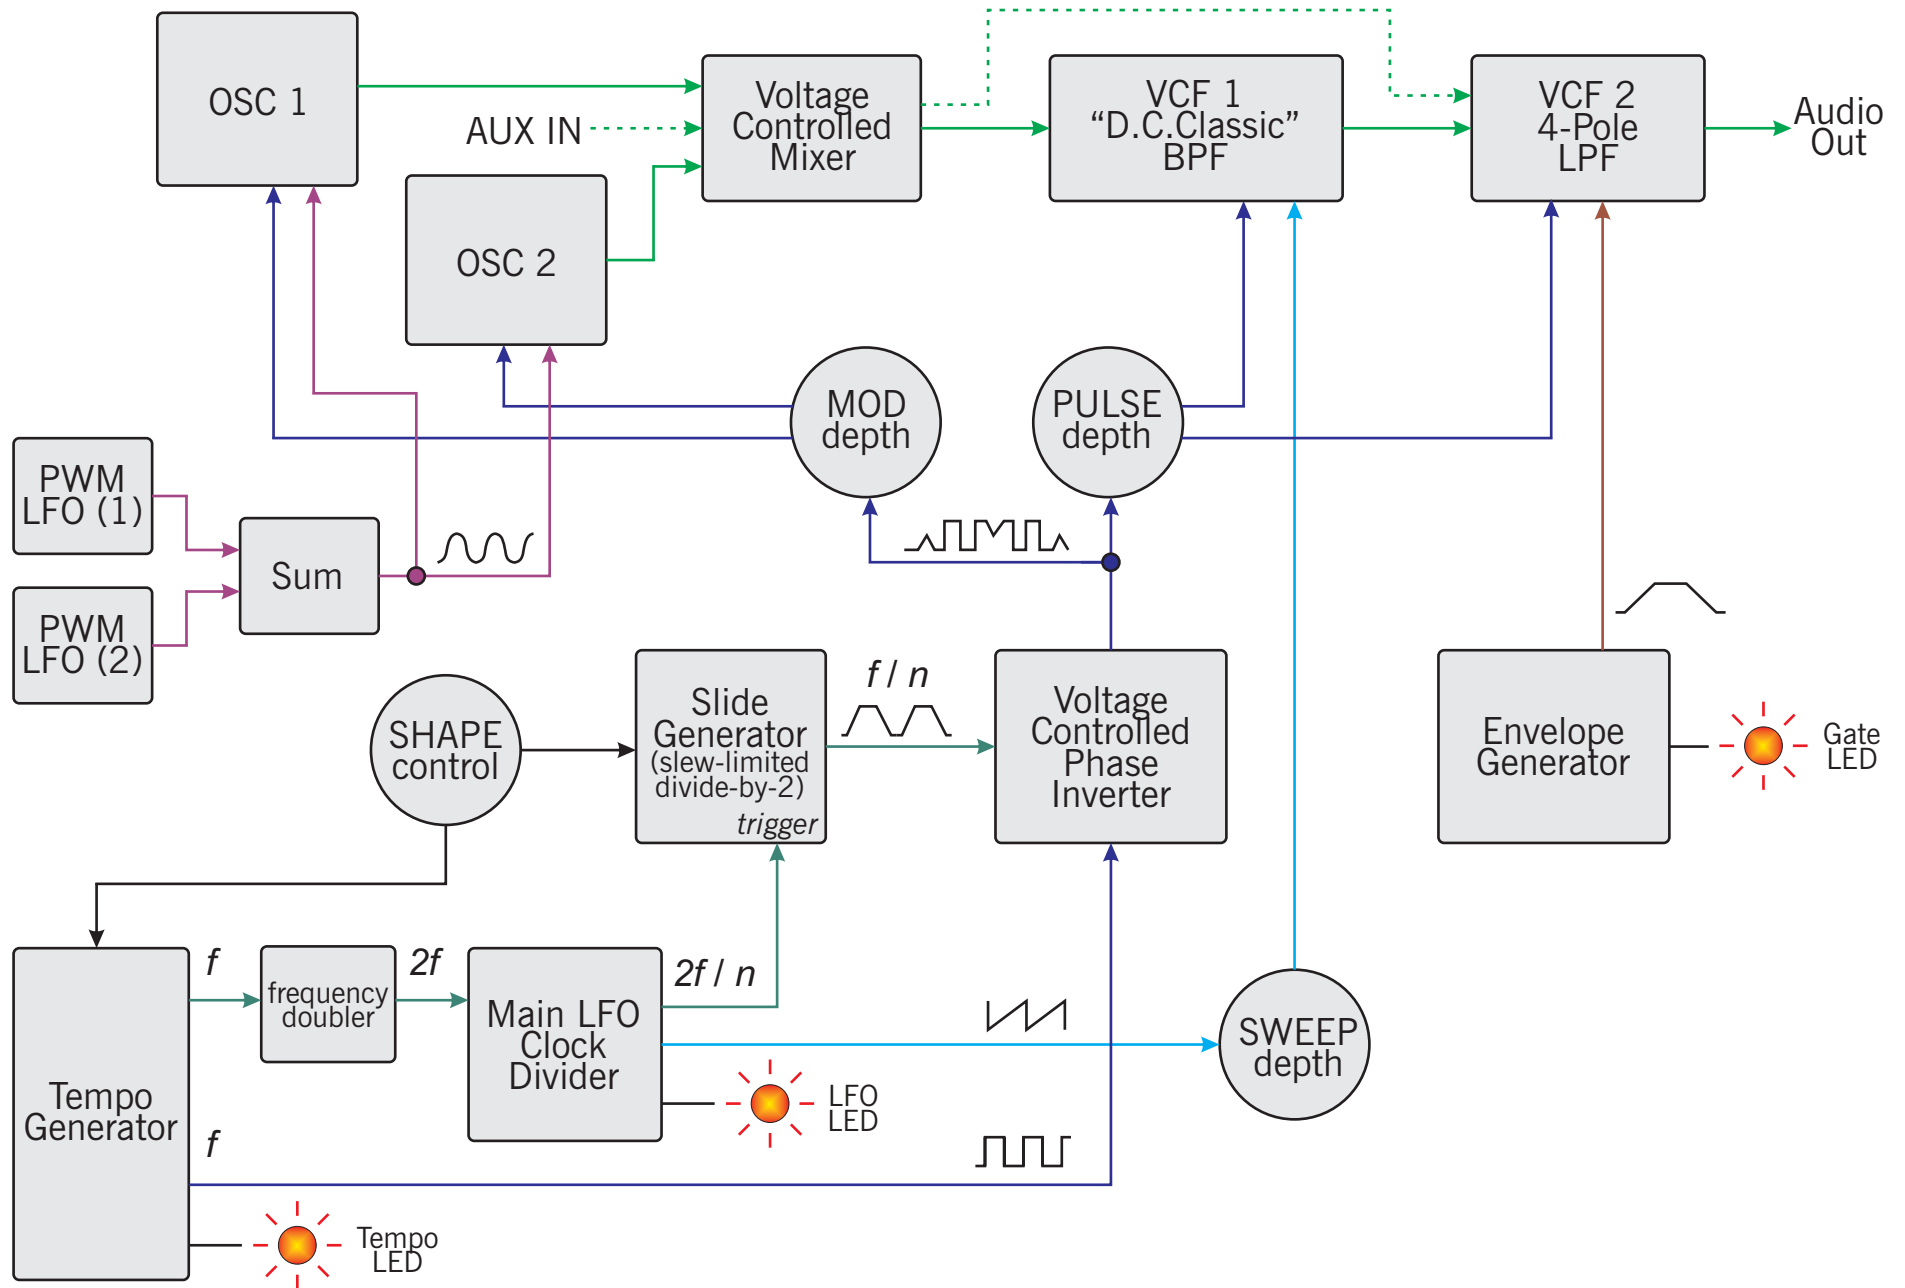 OSC 1
AUX IN
Voltage
Controlled
Mixer
VCF 1
“D.C.Classic”
BPF
VCF 2
4-Pole
LPF
Audio
Out
OSC 2
MOD
depth
PULSE
depth
PWM
LFO (1)
Sum
PWM
LFO (2)
SHAPE
control
Slide
Generator
(slew-limited
divide-by-2)
trigger
f / n
Voltage
Controlled
Phase
Inverter
Envelope
Generator
Gate
LED
Tempo
Generator
f
frequency
doubler
2f
Main LFO
Clock
Divider
2f / n
SWEEP
depth
LFO
LED
f
Tempo
LED